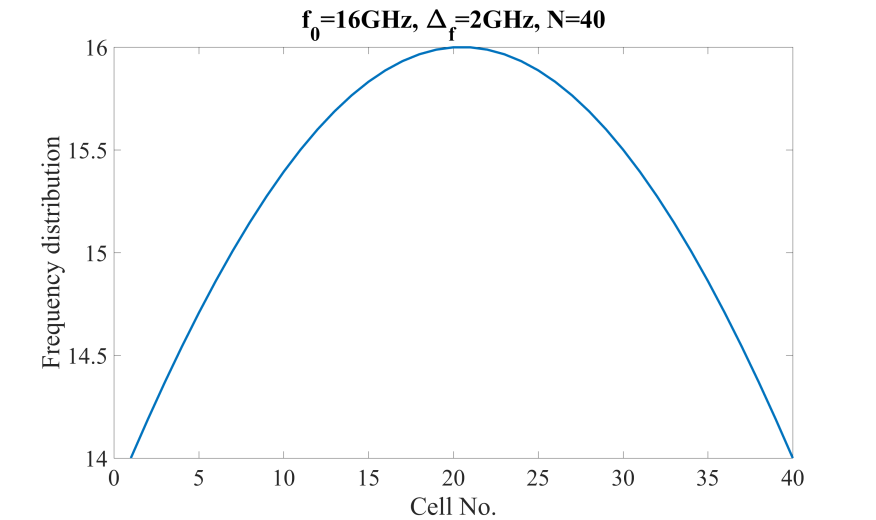 f₀=16GHz, Δf=2GHz, N=40
16
15.5
15
14.5
14
Frequency distribution
0 5 10 15 20 25 30 35 40
Cell No.